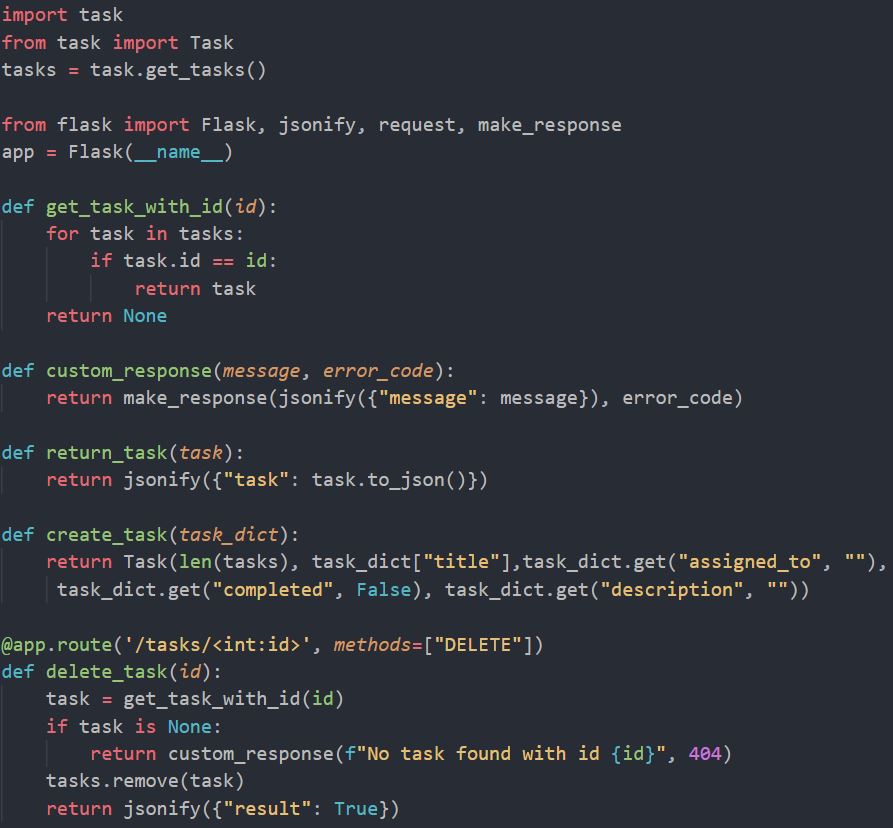 import task
from task import Task
tasks = task.get_tasks()

from flask import Flask, jsonify, request, make_response
app = Flask(__name__)

def get_task_with_id(id):
    for task in tasks:
        if task.id == id:
            return task
    return None

def custom_response(message, error_code):
    return make_response(jsonify({"message": message}), error_code)

def return_task(task):
    return jsonify({"task": task.to_json()})

def create_task(task_dict):
    return Task(len(tasks), task_dict["title"],task_dict.get("assigned_to", ""),
     task_dict.get("completed", False), task_dict.get("description", ""))

@app.route('/tasks/<int:id>', methods=["DELETE"])
def delete_task(id):
    task = get_task_with_id(id)
    if task is None:
        return custom_response(f"No task found with id {id}", 404)
    tasks.remove(task)
    return jsonify({"result": True})